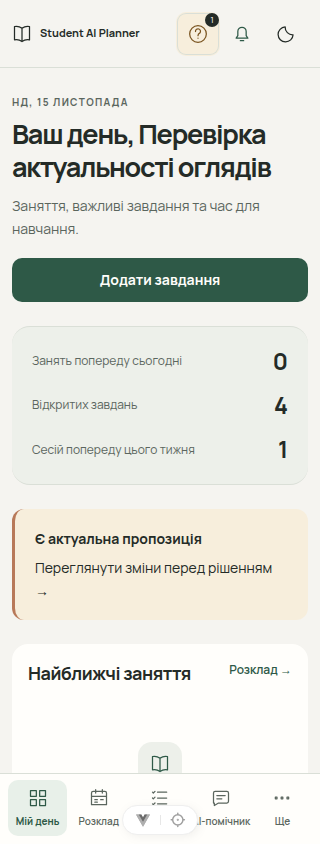 Student AI Planner
1
НД, 15 ЛИСТОПАДА
Ваш день, Перевірка
актуальності оглядів
Заняття, важливі завдання та час для
навчання.
Додати завдання
Занять попереду сьогодні 0
Відкритих завдань 4
Сесій попереду цього тижня 1
Є актуальна пропозиція
Переглянути зміни перед рішенням
→
Найближчі заняття
Розклад →
Мій день
Розклад
AI-помічник
Ще